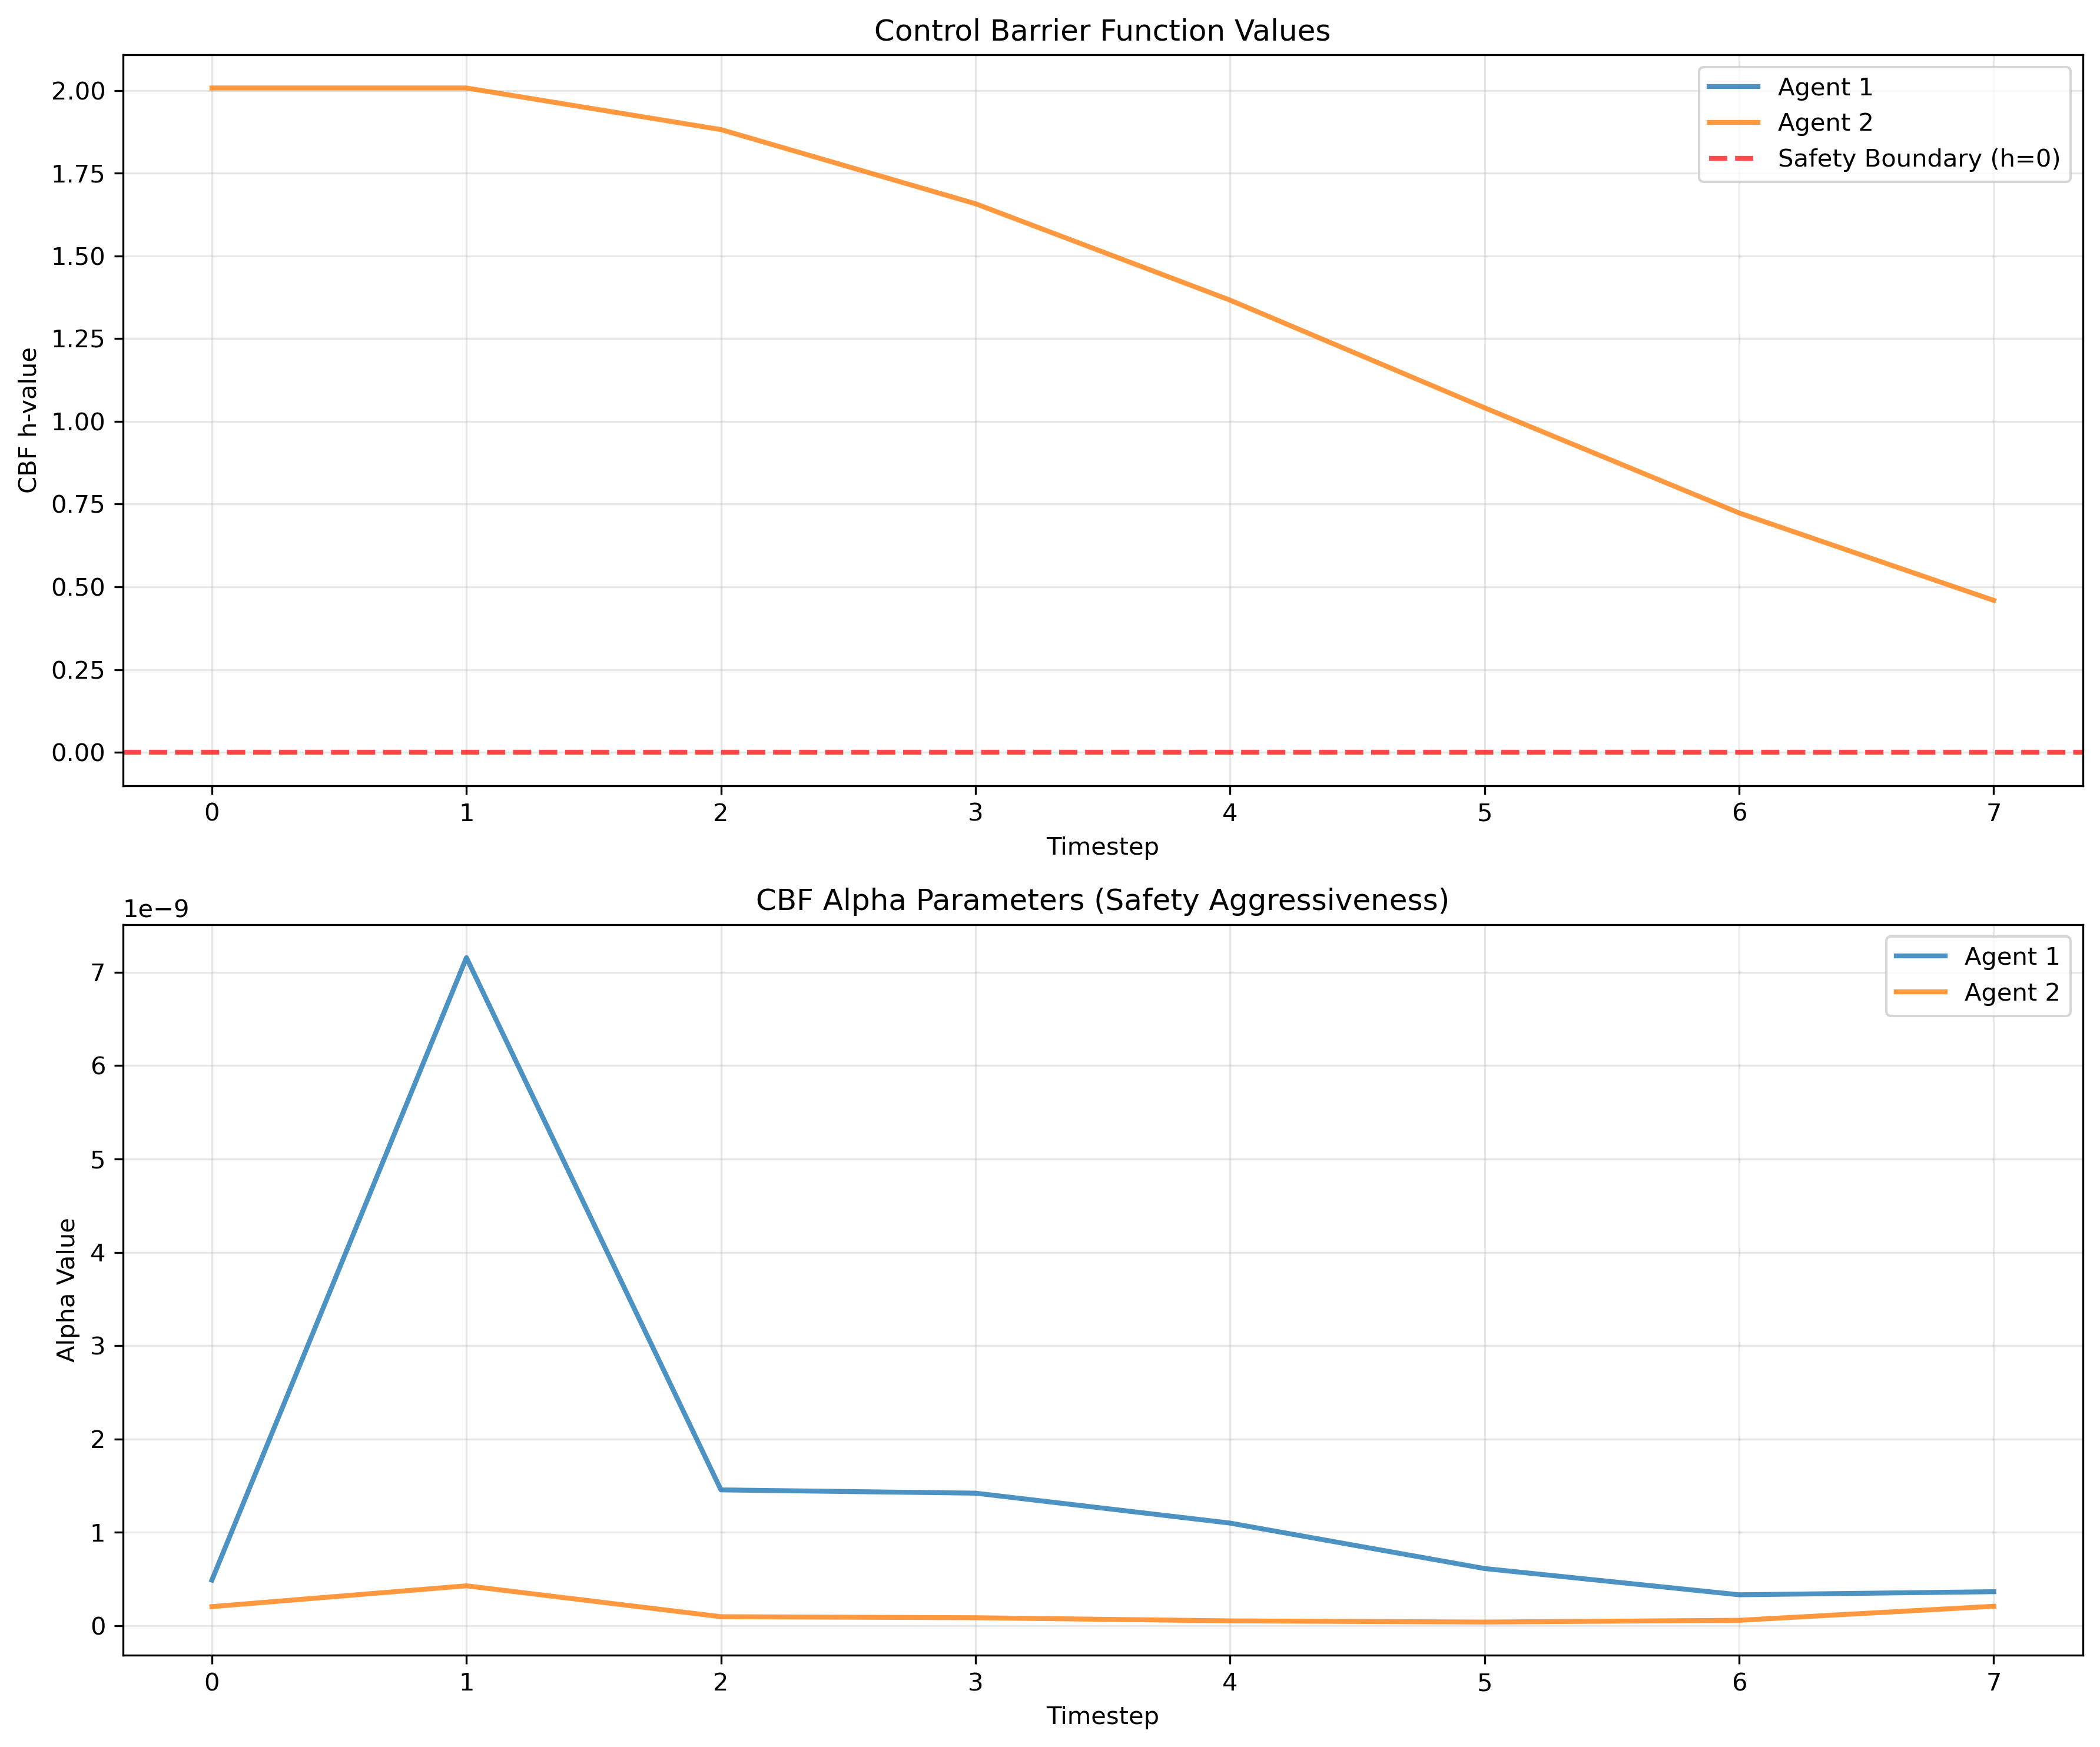 Control Barrier Function Values
2.00
1.75
1.50
1.25
1.00
0.75
0.50
0.25
0.00
CBF h-value
Agent 1
Agent 2
Safety Boundary (h=0)
0 1 2 3 4 5 6 7
Timestep
CBF Alpha Parameters (Safety Aggressiveness)
1e−9
7
6
5
4
3
2
1
0
Alpha Value
Agent 1
Agent 2
0 1 2 3 4 5 6 7
Timestep